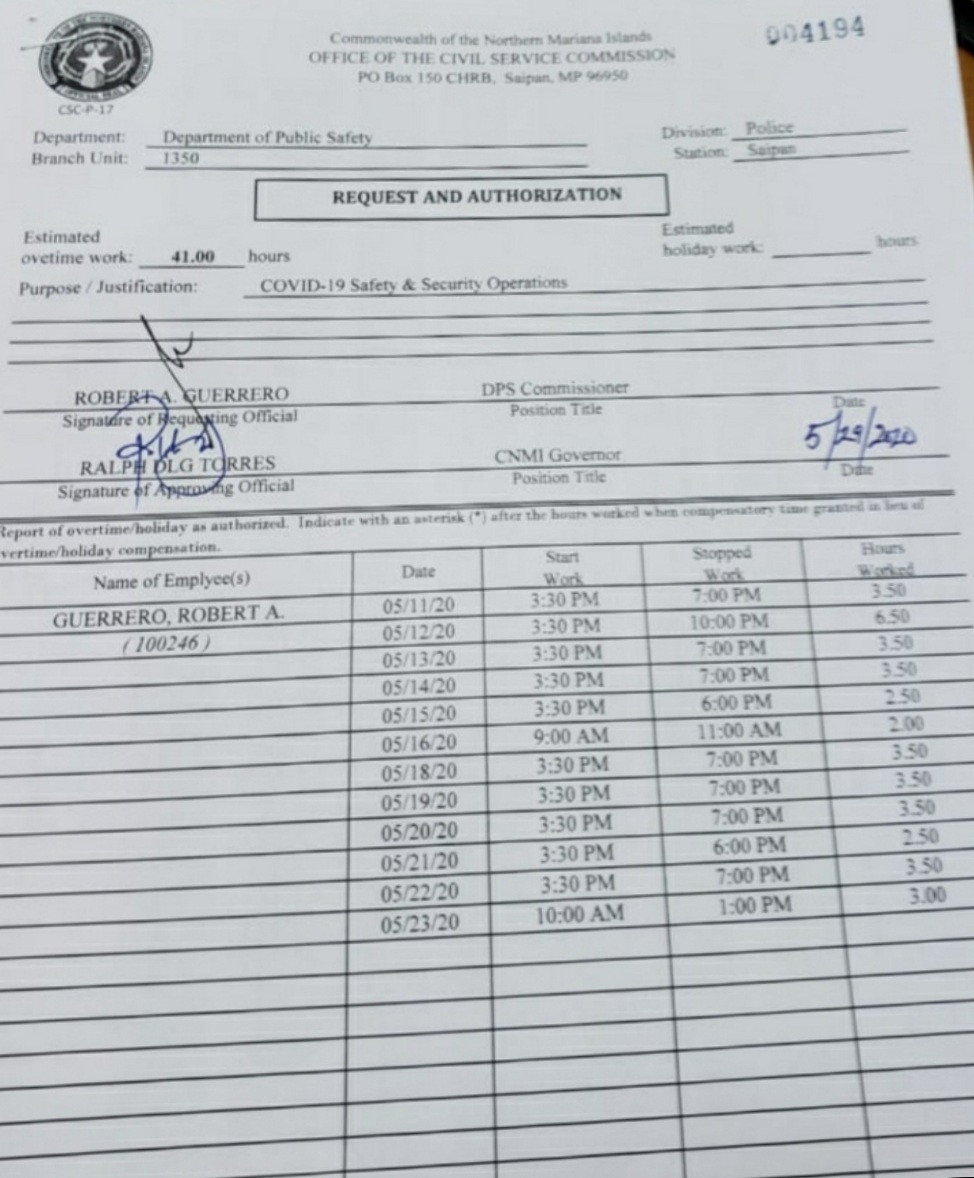 004194
Commonwealth of the Northern Mariana Islands
OFFICE OF THE CIVIL SERVICE COMMISSION
PO Box 150 CHRB, Saipan, MP 96950
OFFICIAL SEAL
CSC-P-17
Department: Department of Public Safety Division: Police
Branch Unit: 1350 Station: Saipan
REQUEST AND AUTHORIZATION
Estimated Estimated
ovetime work: 41.00 hours holiday work: hours
Purpose / Justification: COVID-19 Safety & Security Operations
ROBERT A. GUERRERO DPS Commissioner
Signature of Requesting Official Position Title Date
5/29/2020
RALPH DLG TORRES CNMI Governor
Signature of Approving Official Position Title Date
Report of overtime/holiday as authorized. Indicate with an asterisk (*) after the hours worked when compensatory time granted in lieu of
vertime/holiday compensation.
Name of Emplyee(s) Date Start Work Stopped Work Hours Worked
GUERRERO, ROBERT A. 05/11/20 3:30 PM 7:00 PM 3.50
( 100246 ) 05/12/20 3:30 PM 10:00 PM 6.50
05/13/20 3:30 PM 7:00 PM 3.50
05/14/20 3:30 PM 7:00 PM 3.50
05/15/20 3:30 PM 6:00 PM 2.50
05/16/20 9:00 AM 11:00 AM 2.00
05/18/20 3:30 PM 7:00 PM 3.50
05/19/20 3:30 PM 7:00 PM 3.50
05/20/20 3:30 PM 7:00 PM 3.50
05/21/20 3:30 PM 6:00 PM 2.50
05/22/20 3:30 PM 7:00 PM 3.50
05/23/20 10:00 AM 1:00 PM 3.00